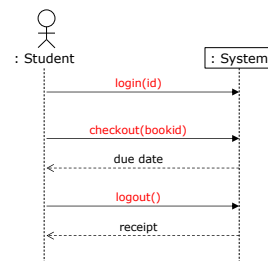 : Student
: System
login(id)
checkout(bookid)
due date
logout()
receipt